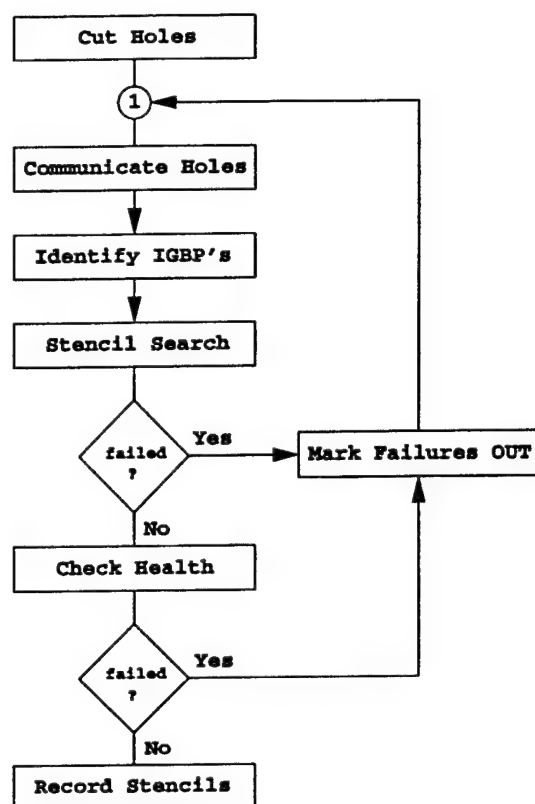 Cut Holes
1
Communicate Holes
Identify IGBP's
Stencil Search
failed
?
Yes
Mark Failures OUT
No
Check Health
failed
?
Yes
No
Record Stencils